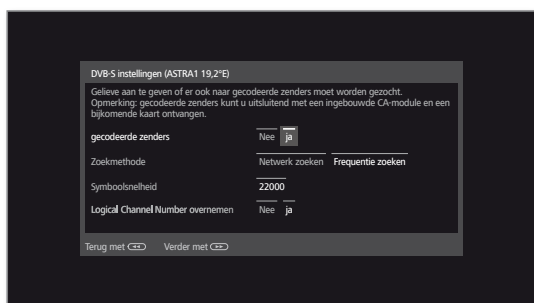 DVB-S instellingen (ASTRA1 19,2°E)
Gelieve aan te geven of er ook naar gecodeerde zenders moet worden gezocht.
Opmerking: gecodeerde zenders kunt u uitsluitend met een ingebouwde CA-module en een
bijkomende kaart ontvangen.
gecodeerde zenders Nee ja
Zoekmethode Netwerk zoeken Frequentie zoeken
Symboolsnelheid 22000
Logical Channel Number overnemen Nee ja
Terug met Verder met